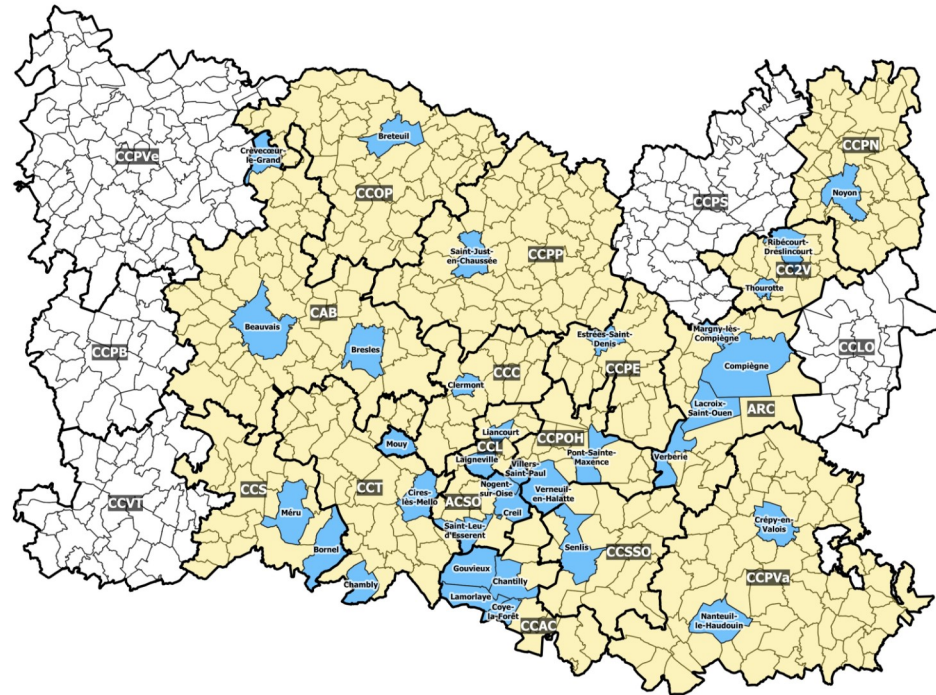 CCPVe
Crèvecœur-
le-Grand
Breteuil
CCOP
CCPN
Noyon
CCPS
Saint-Just-
en-Chaussée
CCPP
Ribécourt-
Dreslincourt
CC2V
Thourotte
CAB
Beauvais
Bresles
CCPB
Estrées-Saint-
Denis
CCPE
CCC
Clermont
Margny-lès-
Compiègne
Compiègne
CCLO
Lacroix-
Saint-Ouen
ARC
Liancourt
CCL
CCPOH
Mouy
Laigneville
Villers-
Saint-Paul
Pont-Sainte-
Maxence
Verberie
CCVT
CCS
CCT
Méru
Cires-
lès-Mello
ACSO
Nogent-
sur-Oise
Creil
Verneuil-
en-Halatte
Saint-Leu-
d'Esserent
Crépy-en-
Valois
Bornel
Senlis
CCSSO
Gouvieux
Chantilly
CCPVa
Chambly
Lamorlaye
Coye-
la-Forêt
CCAC
Nanteuil-
le-Haudouin